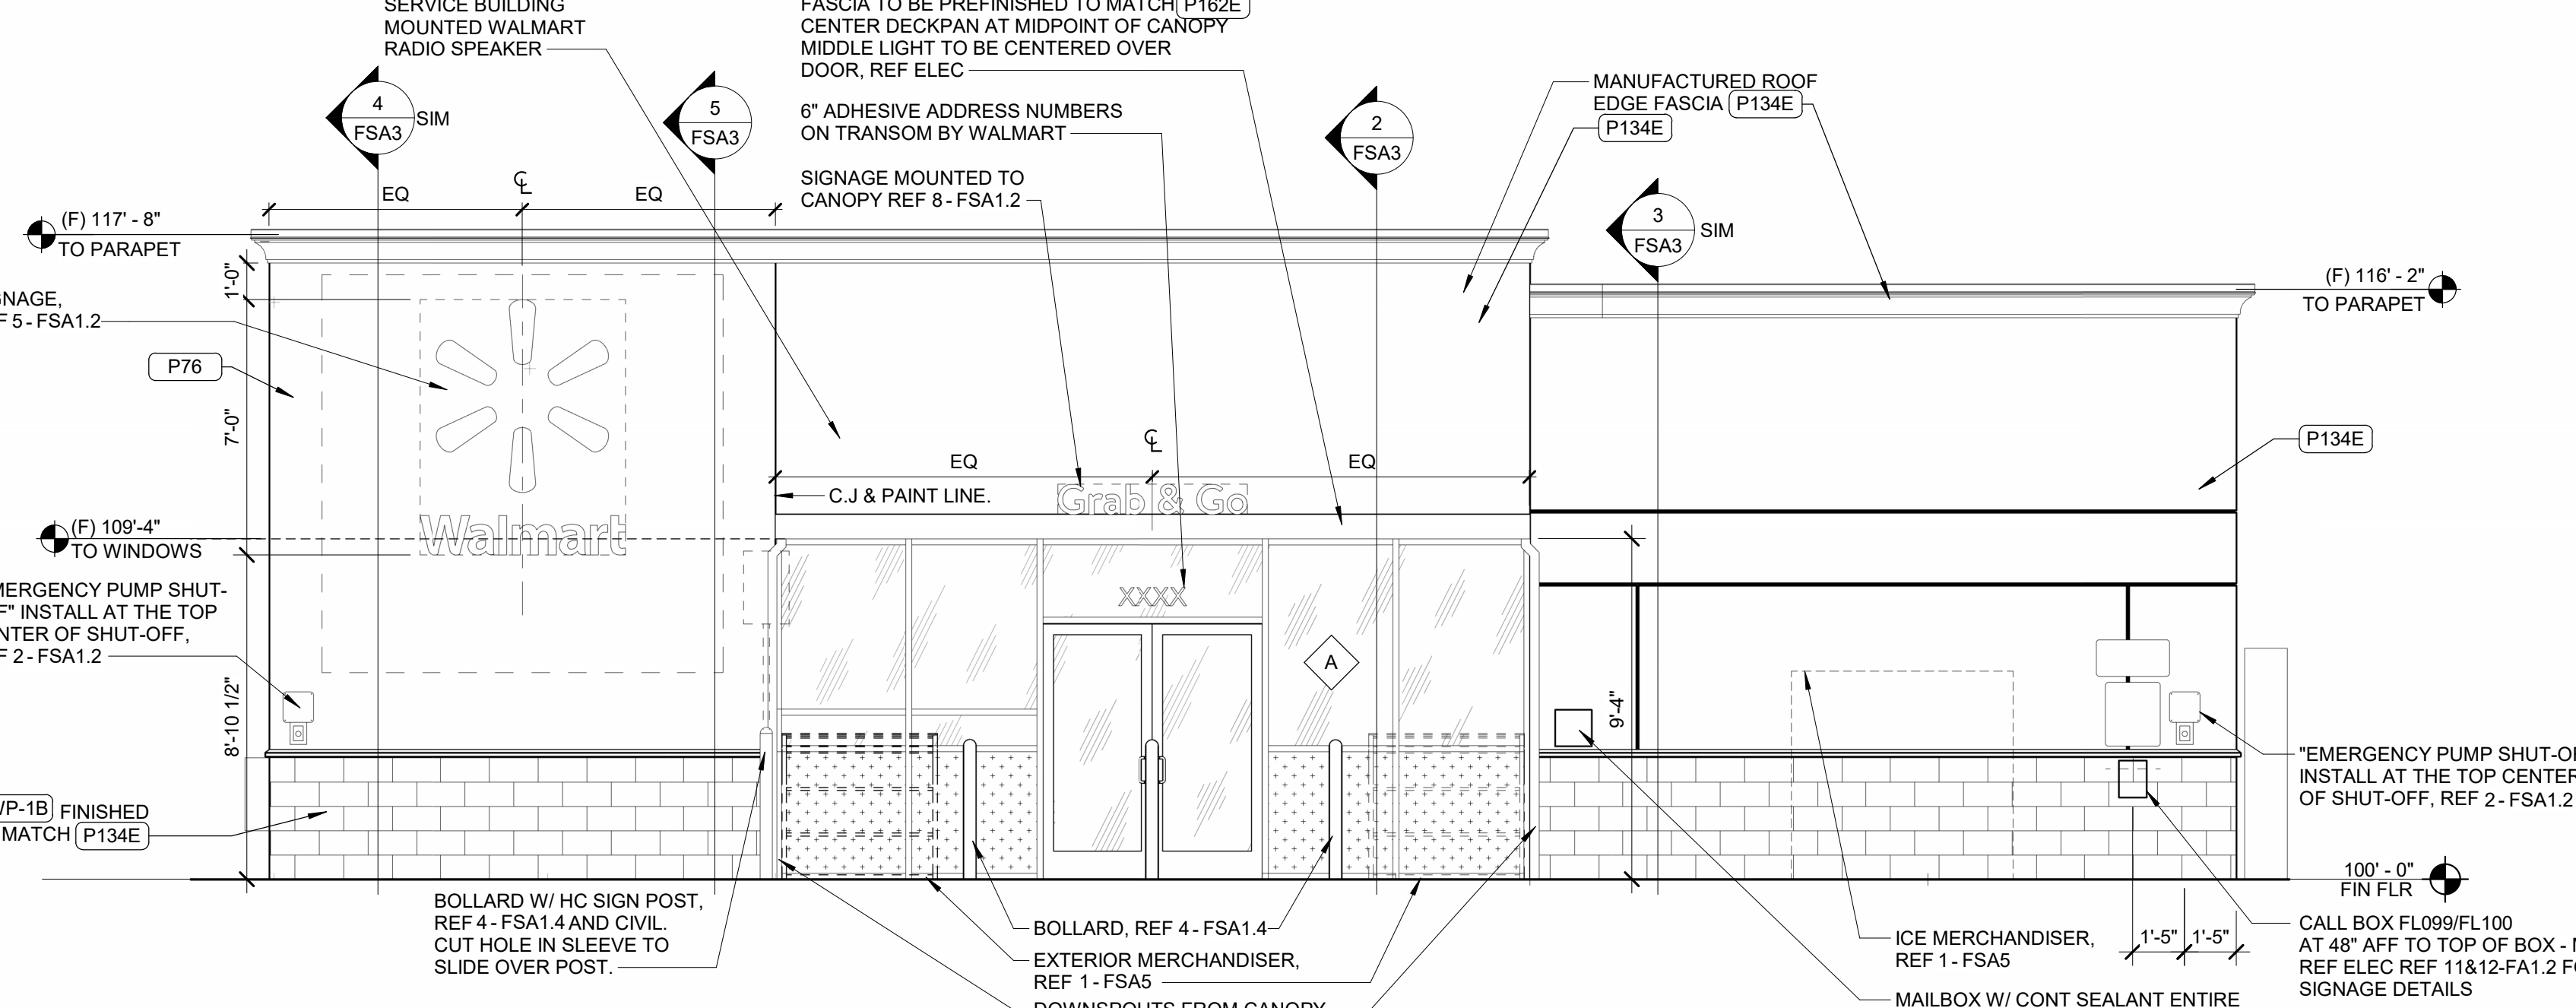 SERVICE BUILDING
MOUNTED WALMART
RADIO SPEAKER
FASCIA TO BE PREFINISHED TO MATCH P162E
CENTER DECKPAN AT MIDPOINT OF CANOPY
MIDDLE LIGHT TO BE CENTERED OVER
DOOR, REF ELEC
6" ADHESIVE ADDRESS NUMBERS
ON TRANSOM BY WALMART
SIGNAGE MOUNTED TO
CANOPY REF 8 - FSA1.2
MANUFACTURED ROOF
EDGE FASCIA P134E
P134E
4
FSA3
SIM
5
FSA3
2
FSA3
3
FSA3
SIM
EQ
℄
EQ
(F) 117' - 8"
TO PARAPET
(F) 116' - 2"
TO PARAPET
1'-0"
GNAGE,
F 5 - FSA1.2
P76
7'-0"
P134E
EQ
℄
EQ
C.J & PAINT LINE.
Grab & Go
Walmart
(F) 109'-4"
TO WINDOWS
MERGENCY PUMP SHUT-
F" INSTALL AT THE TOP
NTER OF SHUT-OFF,
F 2 - FSA1.2
XXXX
A
8'-10 1/2"
9'-4"
"EMERGENCY PUMP SHUT-OF
INSTALL AT THE TOP CENTER
OF SHUT-OFF, REF 2 - FSA1.2
WP-1B FINISHED
MATCH P134E
100' - 0"
FIN FLR
BOLLARD W/ HC SIGN POST,
REF 4 - FSA1.4 AND CIVIL.
CUT HOLE IN SLEEVE TO
SLIDE OVER POST.
BOLLARD, REF 4 - FSA1.4
EXTERIOR MERCHANDISER,
REF 1 - FSA5
DOWNSPOUTS FROM CANOPY
ICE MERCHANDISER,
REF 1 - FSA5
MAILBOX W/ CONT SEALANT ENTIRE
1'-5"
1'-5"
CALL BOX FL099/FL100
AT 48" AFF TO TOP OF BOX -
REF ELEC REF 11&12-FA1.2
SIGNAGE DETAILS